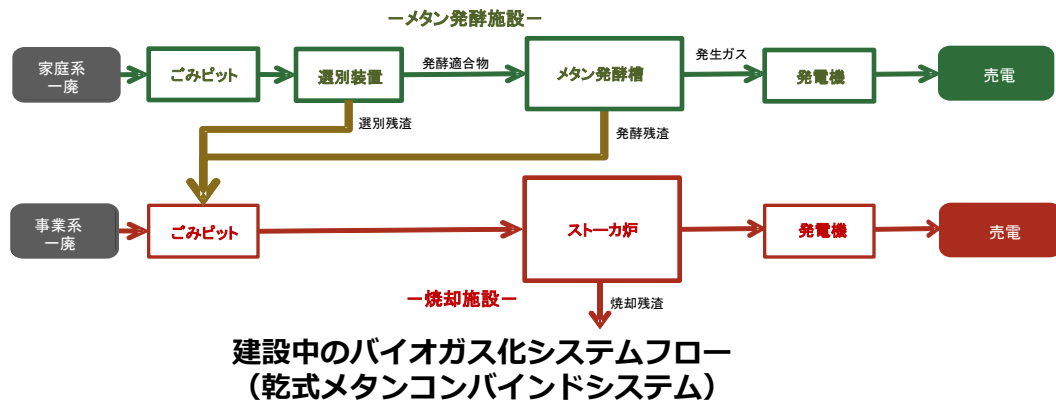 ーメタン発酵施設ー
家庭系
一廃
ごみピット
選別装置
発酵適合物
メタン発酵槽
発生ガス
発電機
売電
選別残渣
発酵残渣
事業系
一廃
ごみピット
ストーカ炉
発電機
売電
ー焼却施設ー
焼却残渣
建設中のバイオガス化システムフロー
（乾式メタンコンバインドシステム）